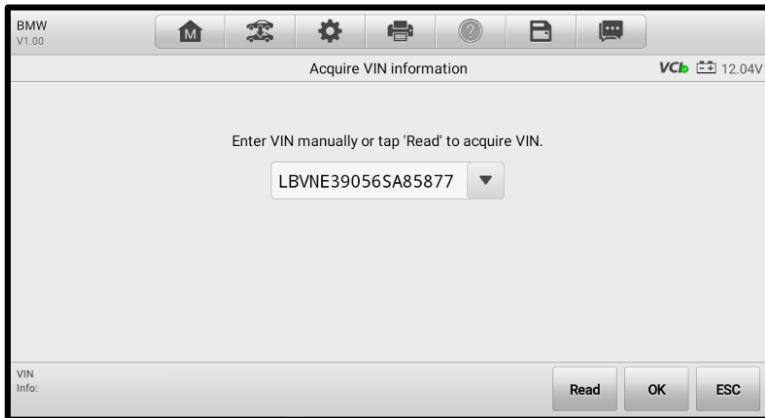 BMW
V1.00
M
?
Acquire VIN information
VCI
12.04V
Enter VIN manually or tap 'Read' to acquire VIN.
LBVNE39056SA85877
VIN
Info:
Read
OK
ESC